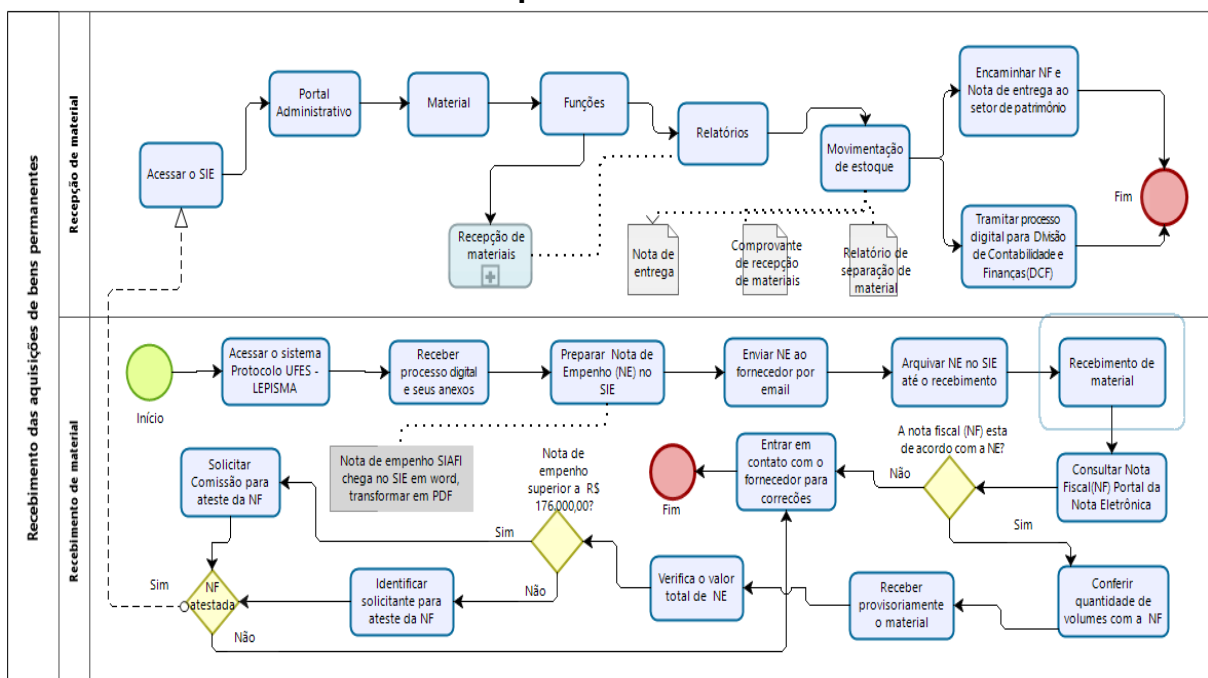 Recebimento das aquisições de bens permanentes
Recepção de material
Acessar o SIE
Portal
Administrativo
Material
Funções
Relatórios
Recepção de
materiais
Movimentação
de estoque
Nota de
entrega
Comprovante
de recepção
de materiais
Relatório de
separação de
material
Encaminhar NF e
Nota de entrega ao
setor de patrimônio
Tramitar processo
digital para Divisão
de Contabilidade e
Finanças(DCF)
Fim
Recebimento de material
Início
Acessar o sistema
Protocolo UFES -
LEPISMA
Receber
processo digital
e seus anexos
Preparar Nota de
Empenho (NE) no
SIE
Enviar NE ao
fornecedor por
email
Arquivar NE no SIE
até o recebimento
Recebimento de
material
Nota de empenho SIAFI
chega no SIE em word,
transformar em PDF
Consultar Nota
Fiscal(NF) Portal da
Nota Eletrônica
A nota fiscal (NF) esta
de acordo com a NE?
Não
Sim
Entrar em
contato com o
fornecedor para
correcões
Fim
Conferir
quantidade de
volumes com a NF
Receber
provisoriamente
o material
Verifica o valor
total de NE
Nota de
empenho
superior a R$
176.000,00?
Sim
Não
Solicitar
Comissão para
ateste da NF
Identificar
solicitante para
ateste da NF
NF
atestada
Sim
Não